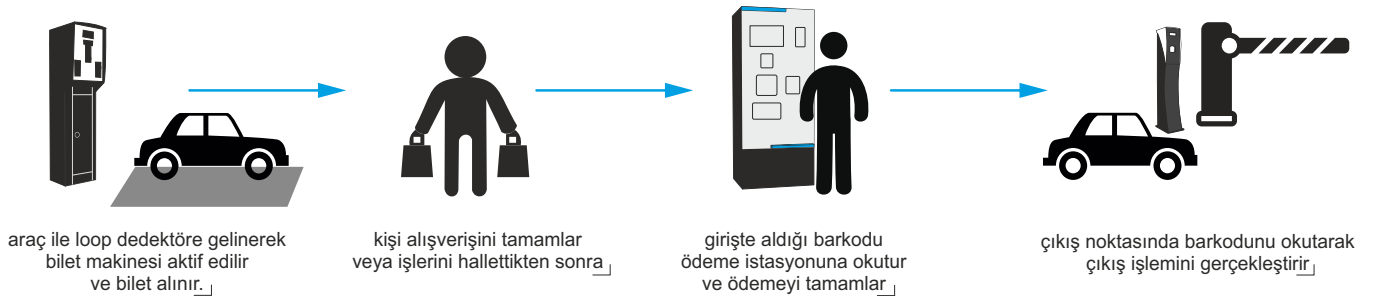 araç ile loop dedektöre gelinerek
bilet makinesi aktif edilir
ve bilet alınır.
kişi alışverişini tamamlar
veya işlerini hallettikten sonra
girişte aldığı barkodu
ödeme istasyonuna okutur
ve ödemeyi tamamlar
çıkış noktasında barkodunu okutarak
çıkış işlemini gerçekleştirir